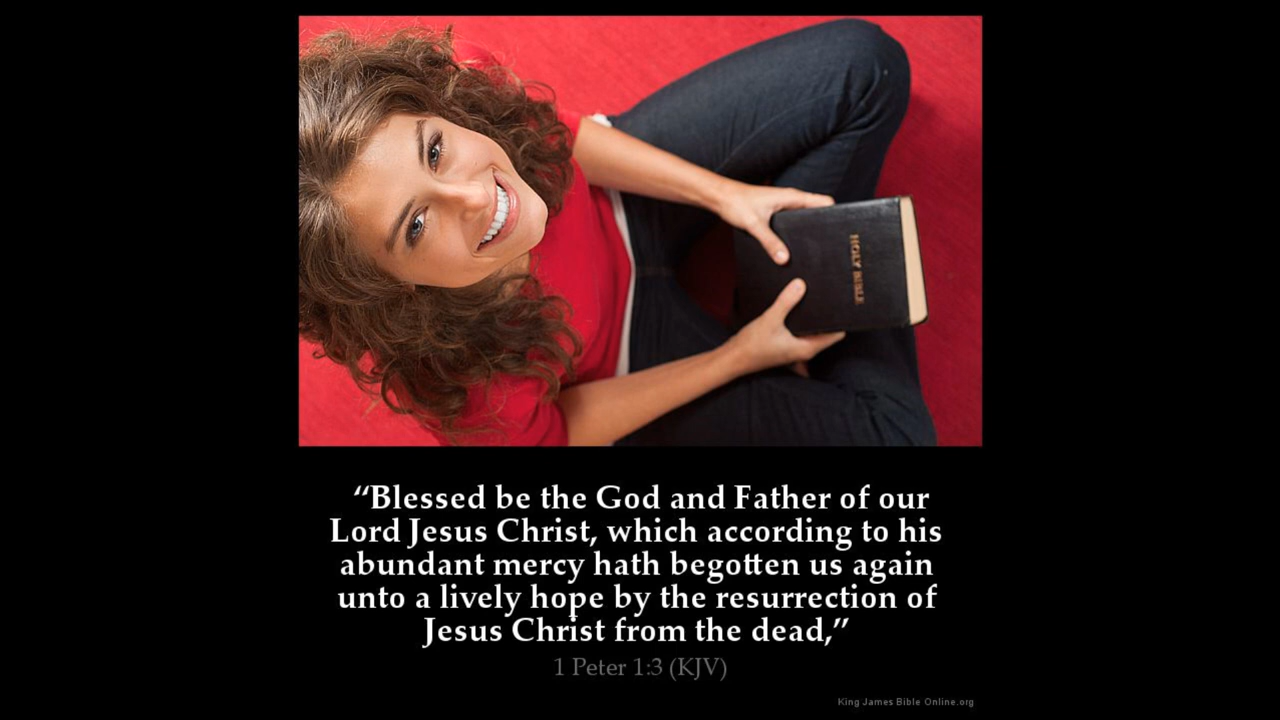 HOLY BIBLE
“Blessed be the God and Father of our
Lord Jesus Christ, which according to his
abundant mercy hath begotten us again
unto a lively hope by the resurrection of
Jesus Christ from the dead,”
1 Peter 1:3 (KJV)
King James Bible Online.org